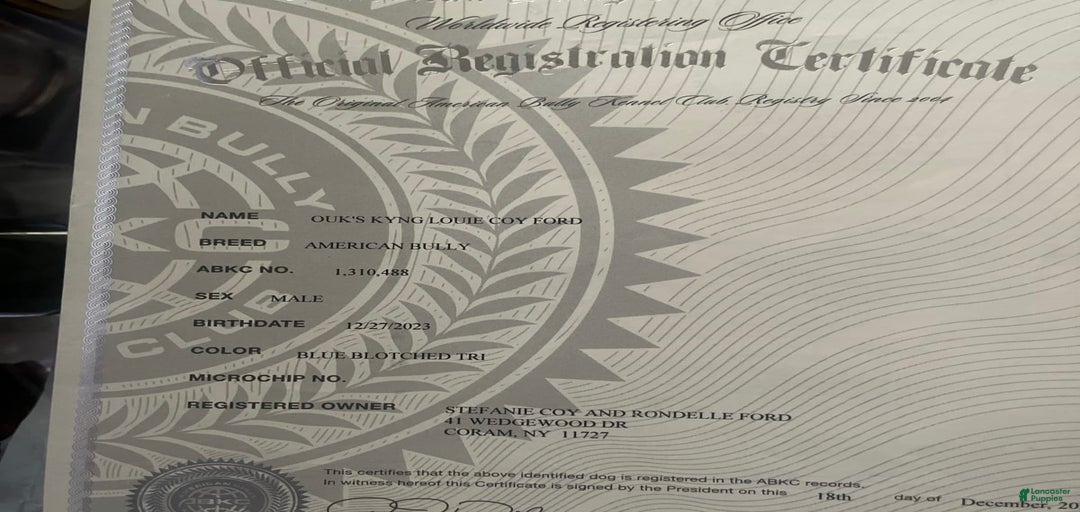 Worldwide Registering Office
Official Registration Certificate
The Original American Bully Kennel Club Registry Since 2004
N BULLY
CLUB
NAME OUK'S KYNG LOUIE COY FORD
BREED AMERICAN BULLY
ABKC NO. 1,310,488
SEX MALE
BIRTHDATE 12/27/2023
COLOR BLUE BLOTCHED TRI
MICROCHIP NO.
REGISTERED OWNER STEFANIE COY AND RONDELLE FORD
41 WEDGEWOOD DR
CORAM, NY 11727
This certifies that the above identified dog is registered in the ABKC records.
In witness hereof this Certificate is signed by the President on this 18th day of December, 20
Lancaster
Puppies